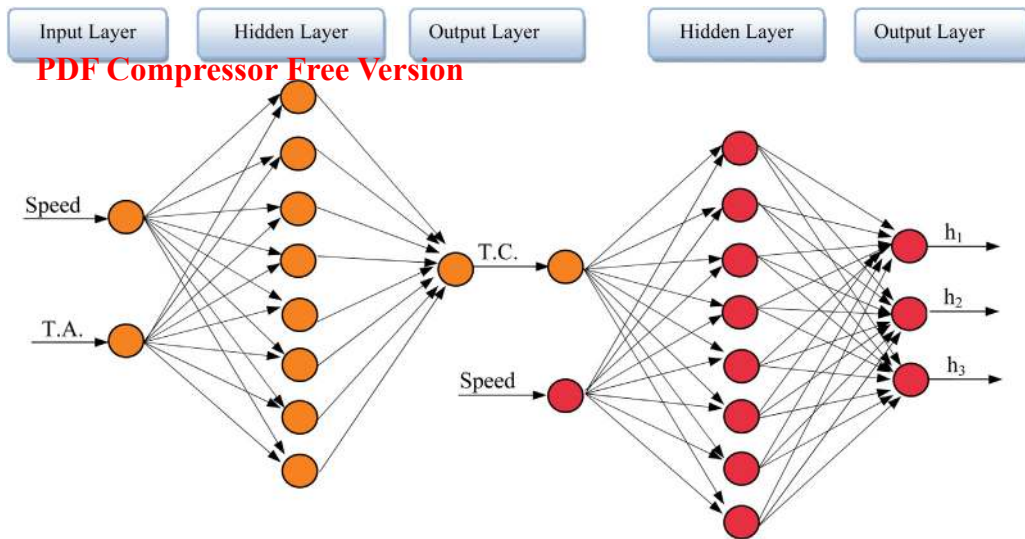 Input Layer
Hidden Layer
Output Layer
Hidden Layer
Output Layer
PDF Compressor Free Version
Speed
T.A.
T.C.
Speed
h₁
h₂
h₃